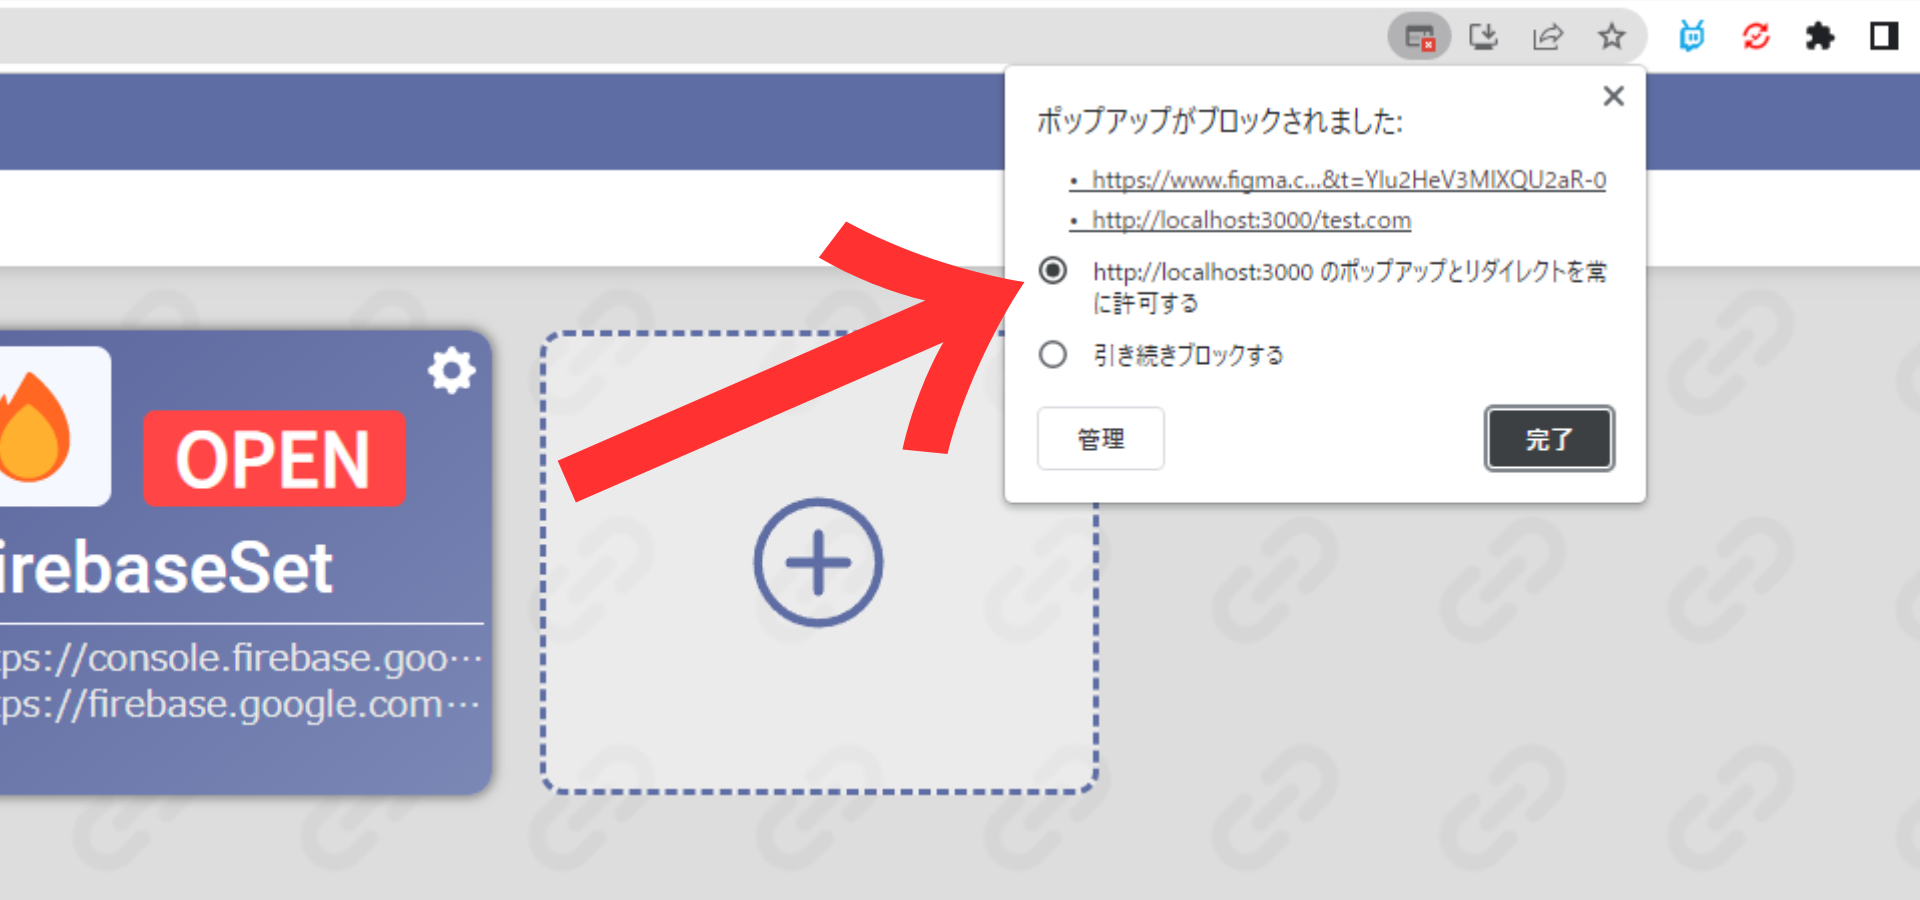 ポップアップがブロックされました:
• https://www.figma.c...&t=Ylu2HeV3MlXQU2aR-0
• http://localhost:3000/test.com
http://localhost:3000 のポップアップとリダイレクトを常
に許可する
引き続きブロックする
管理
完了
OPEN
irebaseSet
tps://console.firebase.goo…
tps://firebase.google.com…